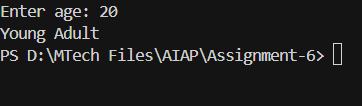 Enter age: 20
Young Adult
PS D:\MTech Files\AIAP\Assignment-6>